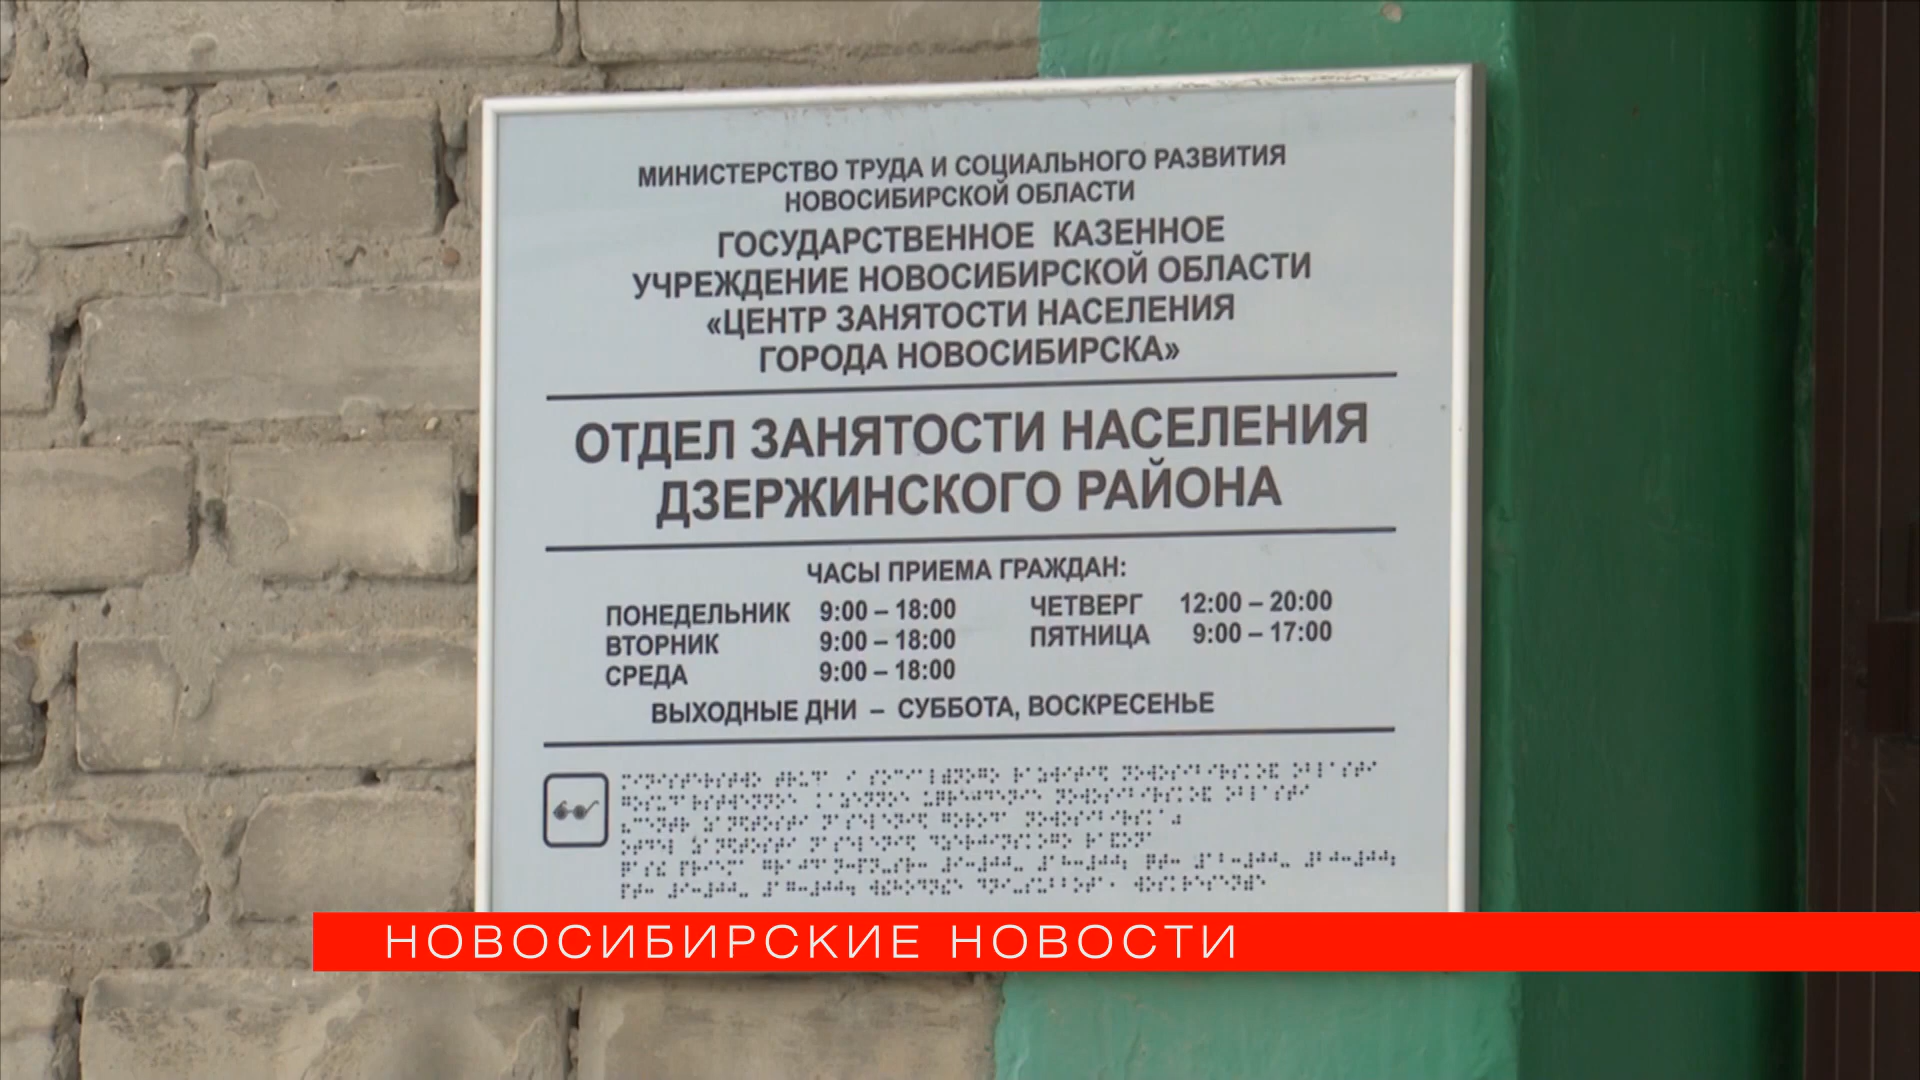 МИНИСТЕРСТВО ТРУДА И СОЦИАЛЬНОГО РАЗВИТИЯ
НОВОСИБИРСКОЙ ОБЛАСТИ
ГОСУДАРСТВЕННОЕ КАЗЕННОЕ
УЧРЕЖДЕНИЕ НОВОСИБИРСКОЙ ОБЛАСТИ
«ЦЕНТР ЗАНЯТОСТИ НАСЕЛЕНИЯ
ГОРОДА НОВОСИБИРСКА»
ОТДЕЛ ЗАНЯТОСТИ НАСЕЛЕНИЯ
ДЗЕРЖИНСКОГО РАЙОНА
ЧАСЫ ПРИЕМА ГРАЖДАН:
ПОНЕДЕЛЬНИК 9:00 – 18:00 ЧЕТВЕРГ 12:00 – 20:00
ВТОРНИК 9:00 – 18:00 ПЯТНИЦА 9:00 – 17:00
СРЕДА 9:00 – 18:00
ВЫХОДНЫЕ ДНИ – СУББОТА, ВОСКРЕСЕНЬЕ
НОВОСИБИРСКИЕ НОВОСТИ